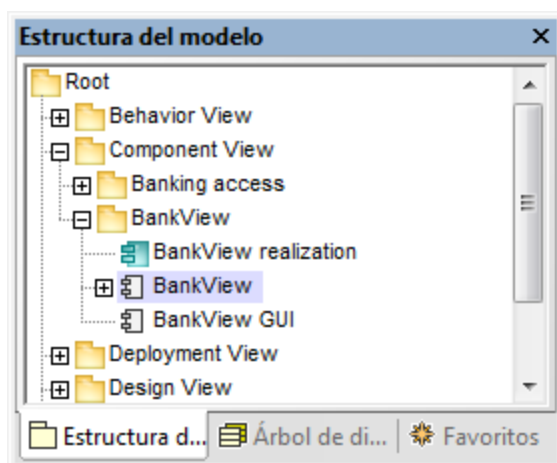 Estructura del modelo
Root
Behavior View
Component View
Banking access
BankView
BankView realization
BankView
BankView GUI
Deployment View
Design View
Estructura d... Árbol de di... Favoritos